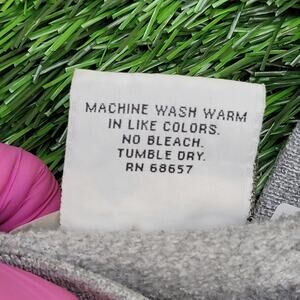 MACHINE WASH WARM
IN LIKE COLORS.
NO BLEACH.
TUMBLE DRY.
RN 68657